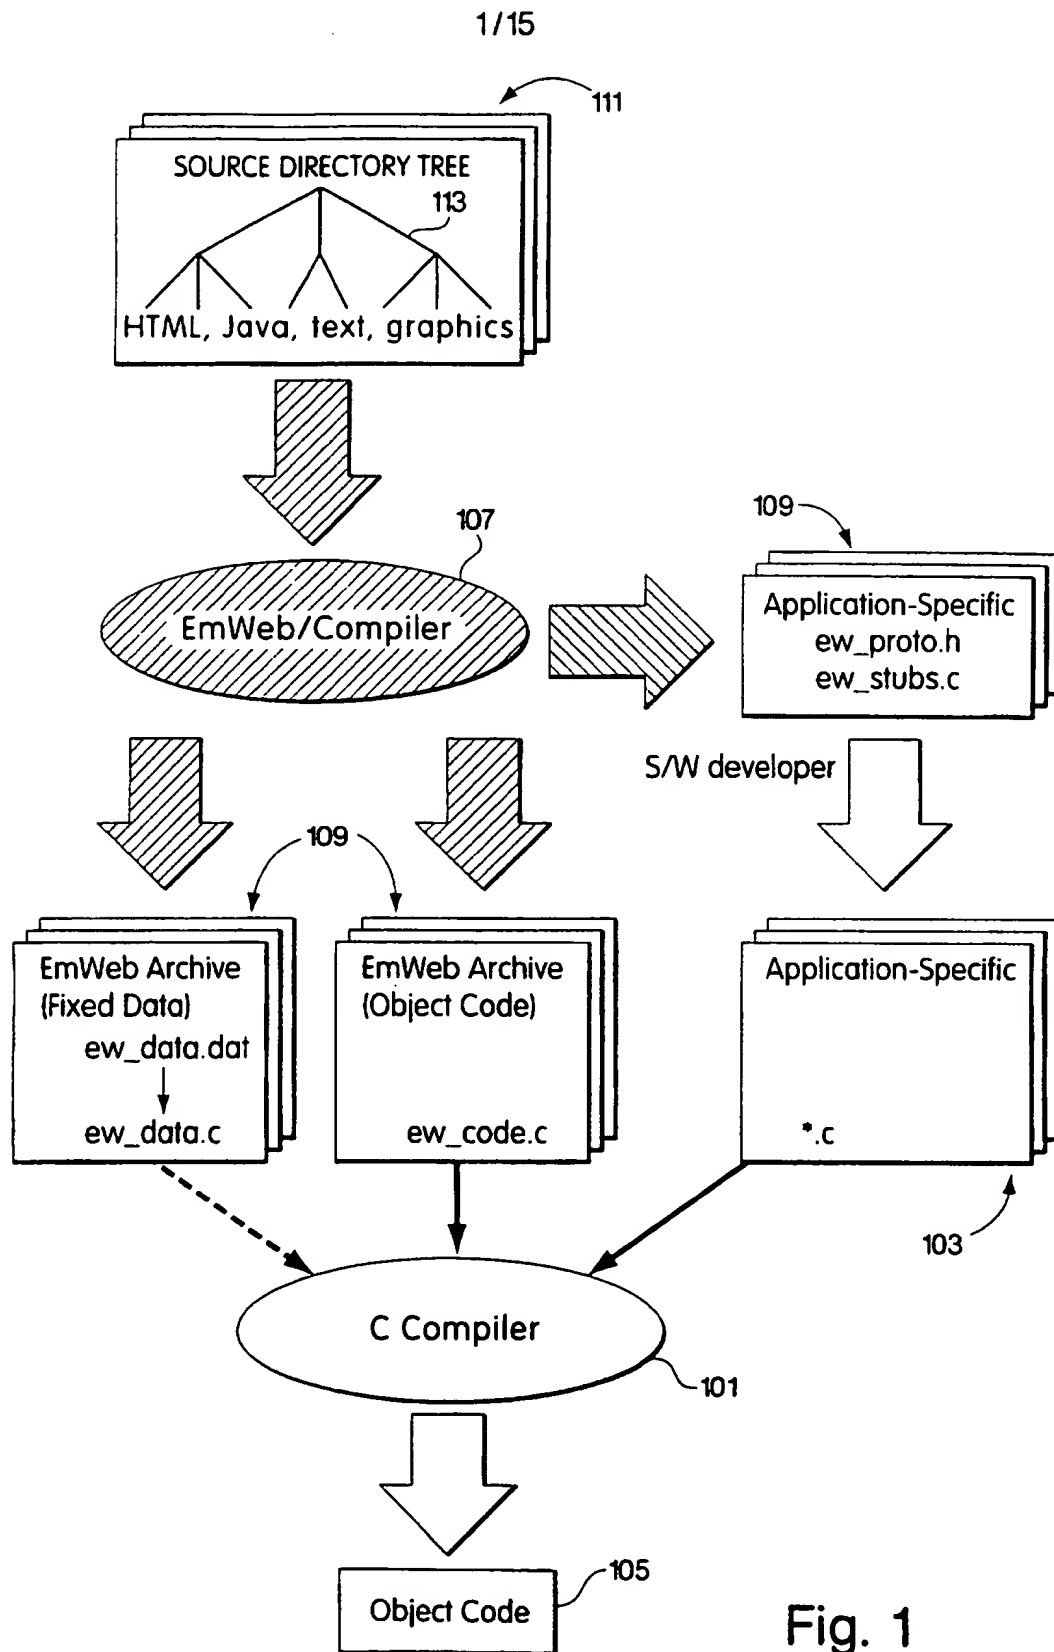 1/15
111
SOURCE DIRECTORY TREE
113
HTML, Java, text, graphics
107
EmWeb/Compiler
109
Application-Specific
ew_proto.h
ew_stubs.c
S/W developer
109
EmWeb Archive
(Fixed Data)
ew_data.dat
ew_data.c
EmWeb Archive
(Object Code)
ew_code.c
Application-Specific
*.c
103
C Compiler
101
105
Object Code
Fig. 1